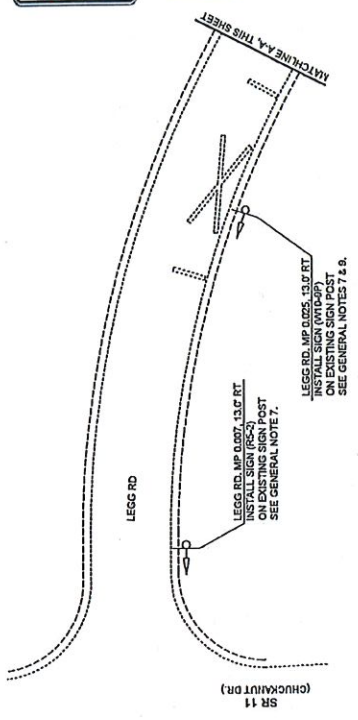 MATCHLINE A-A, THIS SHEET
LEGG RD
LEGG RD. MP 0.007, 13.0' RT
INSTALL SIGN (R5-2)
ON EXISTING SIGN POST
SEE GENERAL NOTE 7.
LEGG RD. MP 0.025, 13.0' RT
INSTALL SIGN (W10-9P)
ON EXISTING SIGN POST
SEE GENERAL NOTES 7 & 9.
SR 11
(CHUCKANUT DR.)